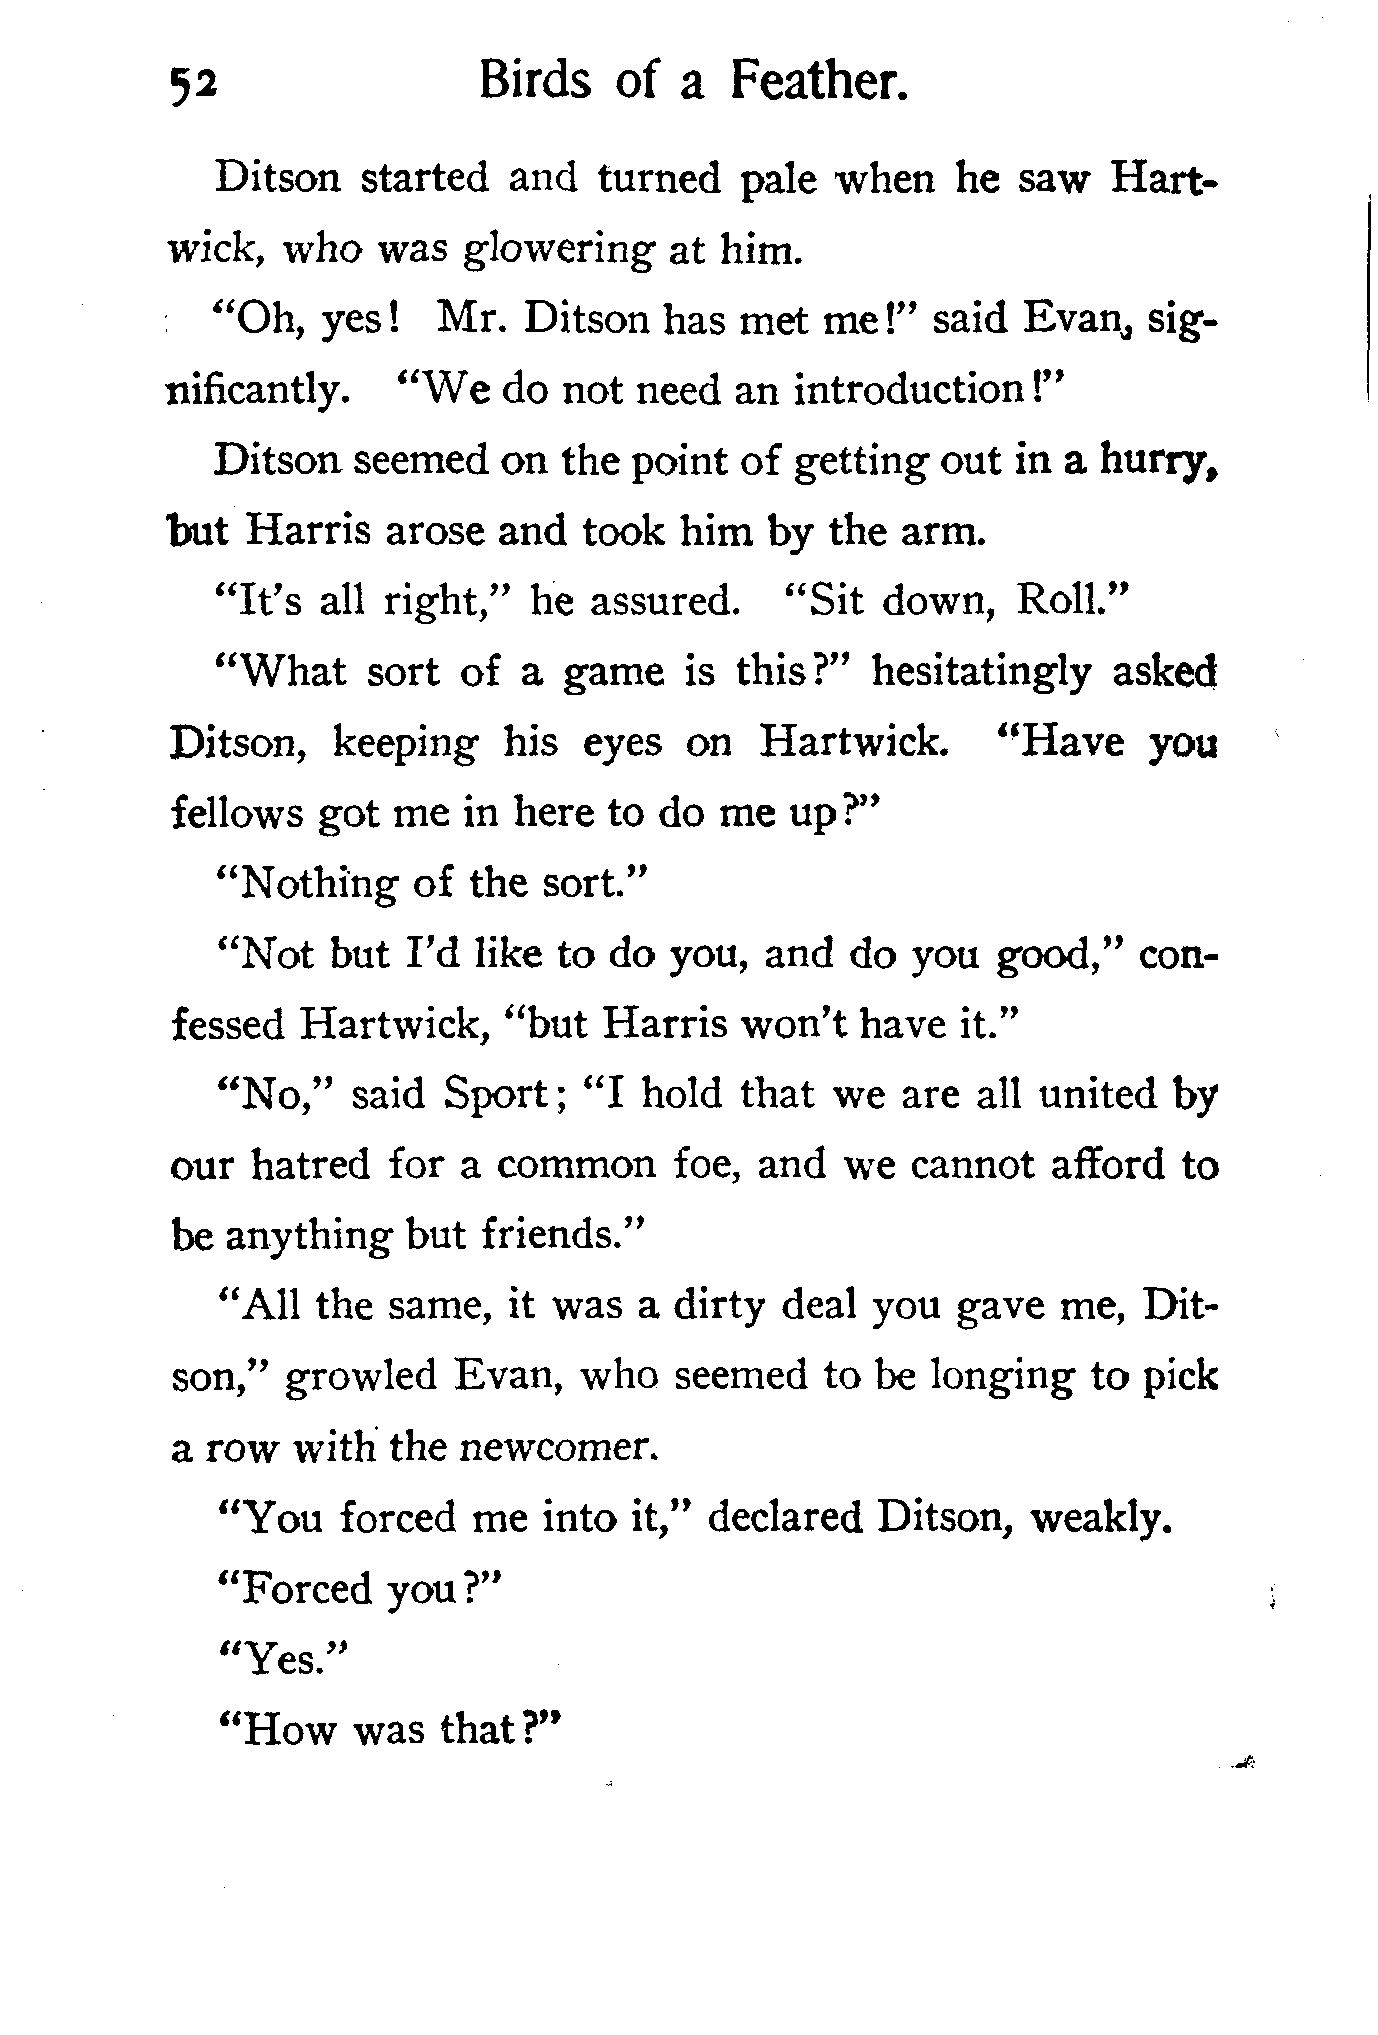 52 Birds of a Feather.
Ditson started and turned pale when he saw Hart-
wick, who was glowering at him.
“Oh, yes! Mr. Ditson has met me!” said Evan, sig-
nificantly. “We do not need an introduction!”
Ditson seemed on the point of getting out in a hurry,
but Harris arose and took him by the arm.
“It’s all right,” he assured. “Sit down, Roll.”
“What sort of a game is this?” hesitatingly asked
Ditson, keeping his eyes on Hartwick. “Have you
fellows got me in here to do me up?”
“Nothing of the sort.”
“Not but I’d like to do you, and do you good,” con-
fessed Hartwick, “but Harris won’t have it.”
“No,” said Sport; “I hold that we are all united by
our hatred for a common foe, and we cannot afford to
be anything but friends.”
“All the same, it was a dirty deal you gave me, Dit-
son,” growled Evan, who seemed to be longing to pick
a row with the newcomer.
“You forced me into it,” declared Ditson, weakly.
“Forced you?”
“Yes.”
“How was that?”